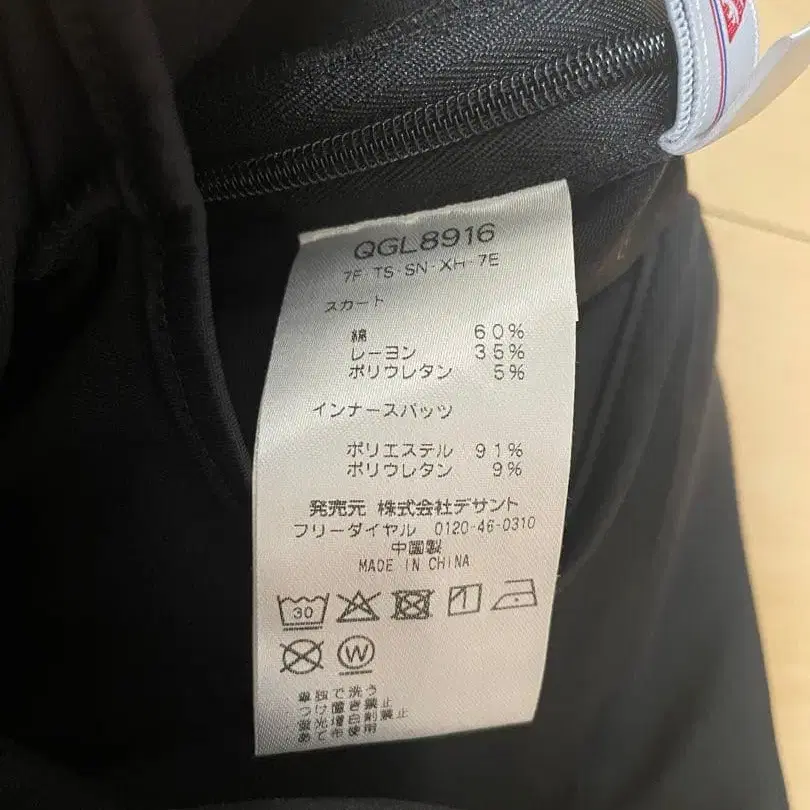 QGL8916
7F・TS・SN・XH・7E
スカート
綿 60%
レーヨン 35%
ポリウレタン 5%
インナースパッツ
ポリエステル 91%
ポリウレタン 9%
発売元 株式会社デサント
フリーダイヤル 0120-46-0310
中国製
MADE IN CHINA
30
W
単独で洗う
つけ置き禁止
蛍光増白剤禁止
あて布使用